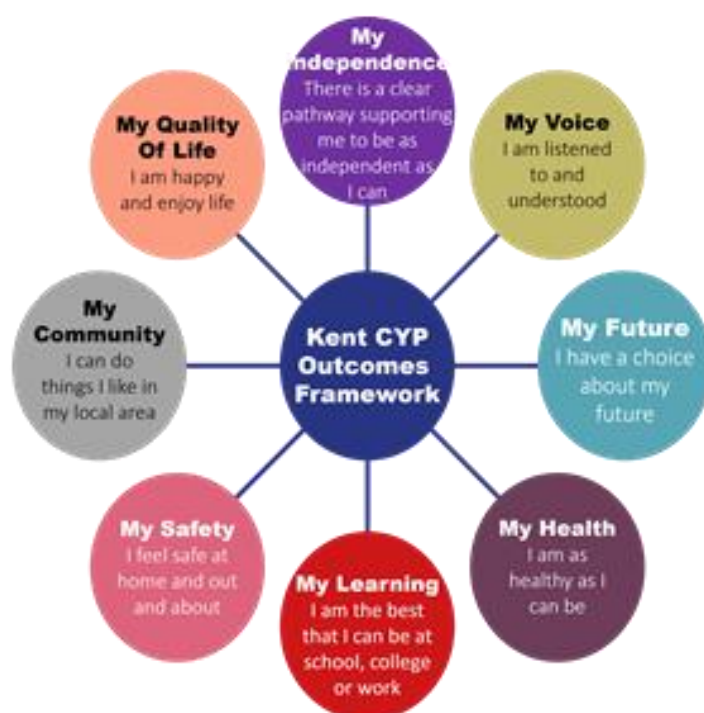 My
Independence
There is a clear
pathway supporting
me to be as
independent as
I can
My Voice
I am listened
to and
understood
My Future
I have a choice
about my
future
My Health
I am as
healthy as I
can be
My Learning
I am the best
that I can be at
school, college
or work
My Safety
I feel safe at
home and out
and about
My
Community
I can do
things I like in
my local area
My Quality
Of Life
I am happy
and enjoy life
Kent CYP
Outcomes
Framework